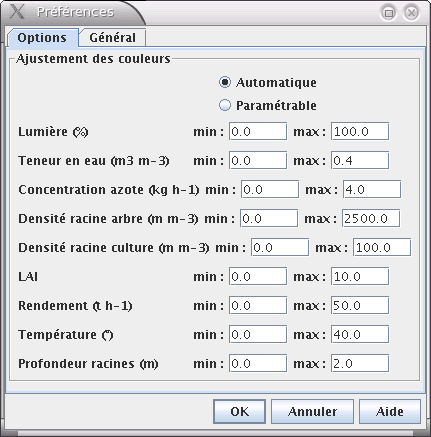 Préférences
Options Général
Ajustement des couleurs
Automatique
Paramétrable
Lumière (%) min : 0.0 max : 100.0
Teneur en eau (m3 m-3) min : 0.0 max : 0.4
Concentration azote (kg h-1) min : 0.0 max : 4.0
Densité racine arbre (m m-3) min : 0.0 max : 2500.0
Densité racine culture (m m-3) min : 0.0 max : 100.0
LAI min : 0.0 max : 10.0
Rendement (t h-1) min : 0.0 max : 50.0
Température (°) min : 0.0 max : 40.0
Profondeur racines (m) min : 0.0 max : 2.0
OK Annuler Aide